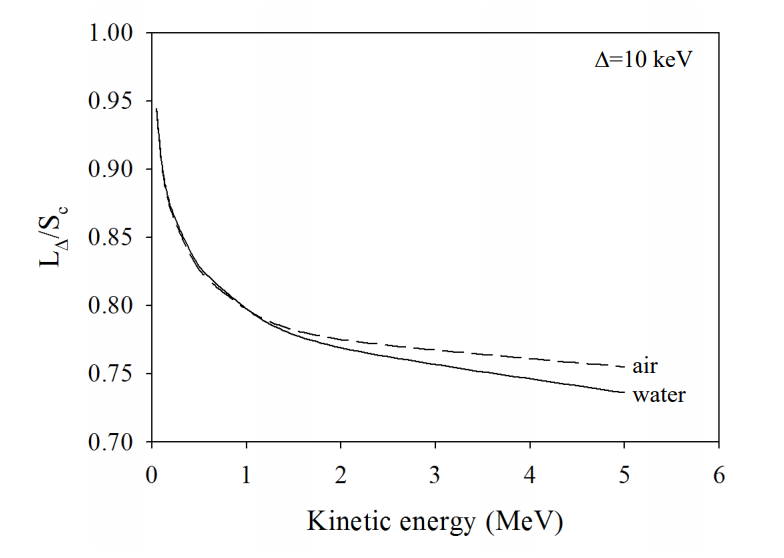 1.00
Δ=10 keV
0.95
0.90
0.85
L_Δ/S_c
0.80
0.75
air
water
0.70
0 1 2 3 4 5 6
Kinetic energy (MeV)